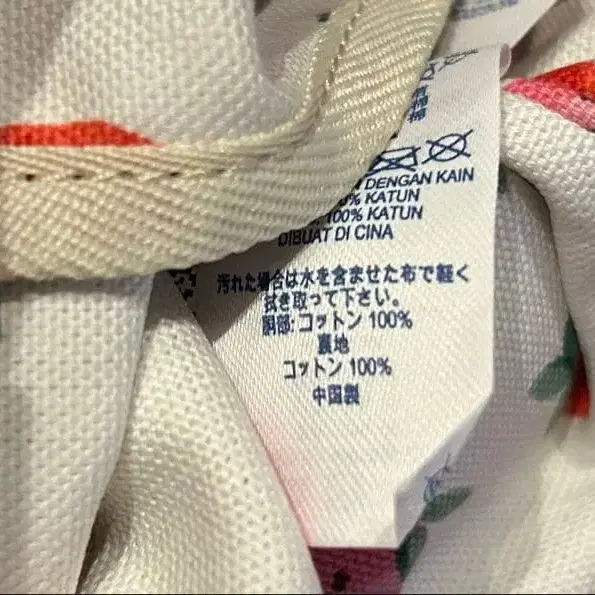 DENGAN KAIN
% KATUN
100% KATUN
DIBUAT DI CINA
汚れた場合は水を含ませた布で軽く
拭き取って下さい。
胴部: コットン 100%
裏地
コットン 100%
中国製